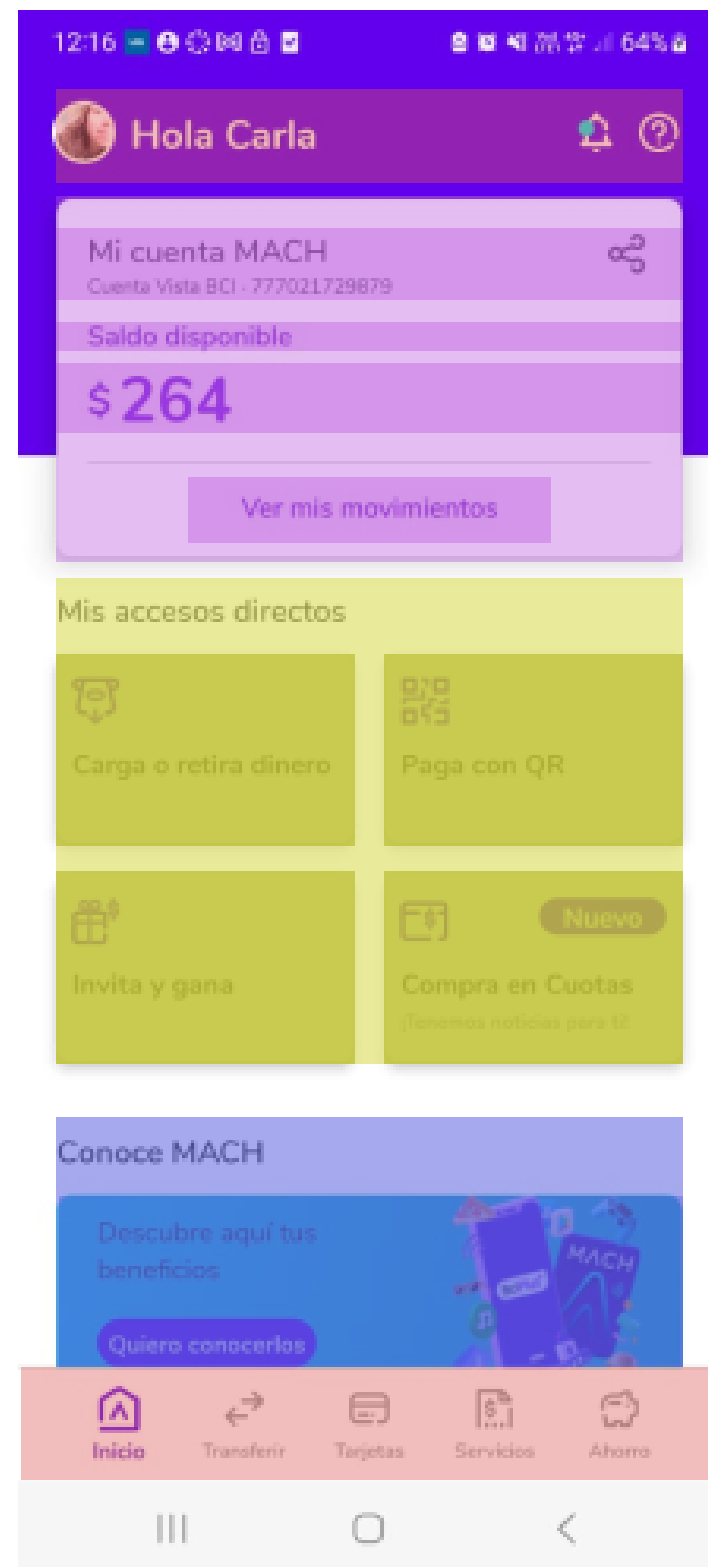 12:16
64%
Hola Carla
Mi cuenta MACH
Cuenta Vista BCI - 777021729879
Saldo disponible
$264
Ver mis movimientos
Mis accesos directos
Carga o retira dinero
Paga con QR
Invita y gana
Nuevo
Compra en Cuotas
¡Tenemos noticias para ti!
Conoce MACH
Descubre aquí tus
beneficios
MACH
Quiero conocerlos
Inicio
Transferir
Tarjetas
Servicios
Ahorro